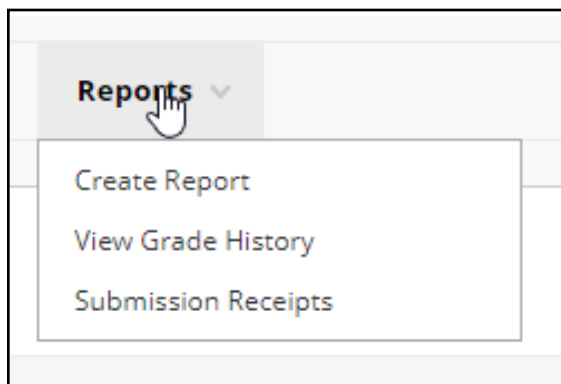 Reports
Create Report
View Grade History
Submission Receipts